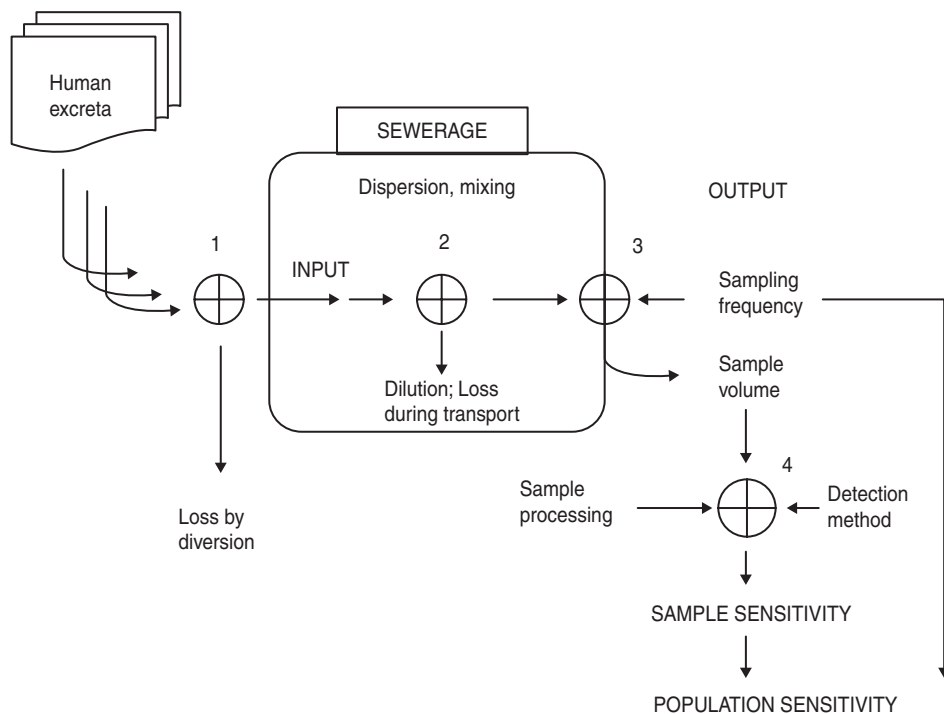 Human
excreta
SEWERAGE
Dispersion, mixing
OUTPUT
1
2
3
INPUT
Sampling
frequency
Dilution; Loss
during transport
Sample
volume
4
Loss by
diversion
Sample
processing
Detection
method
SAMPLE SENSITIVITY
POPULATION SENSITIVITY